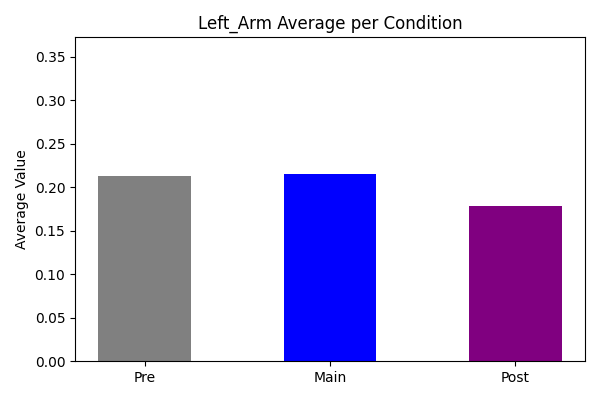 Left_Arm Average per Condition
Average Value
0.35
0.30
0.25
0.20
0.15
0.10
0.05
0.00
Pre
Main
Post